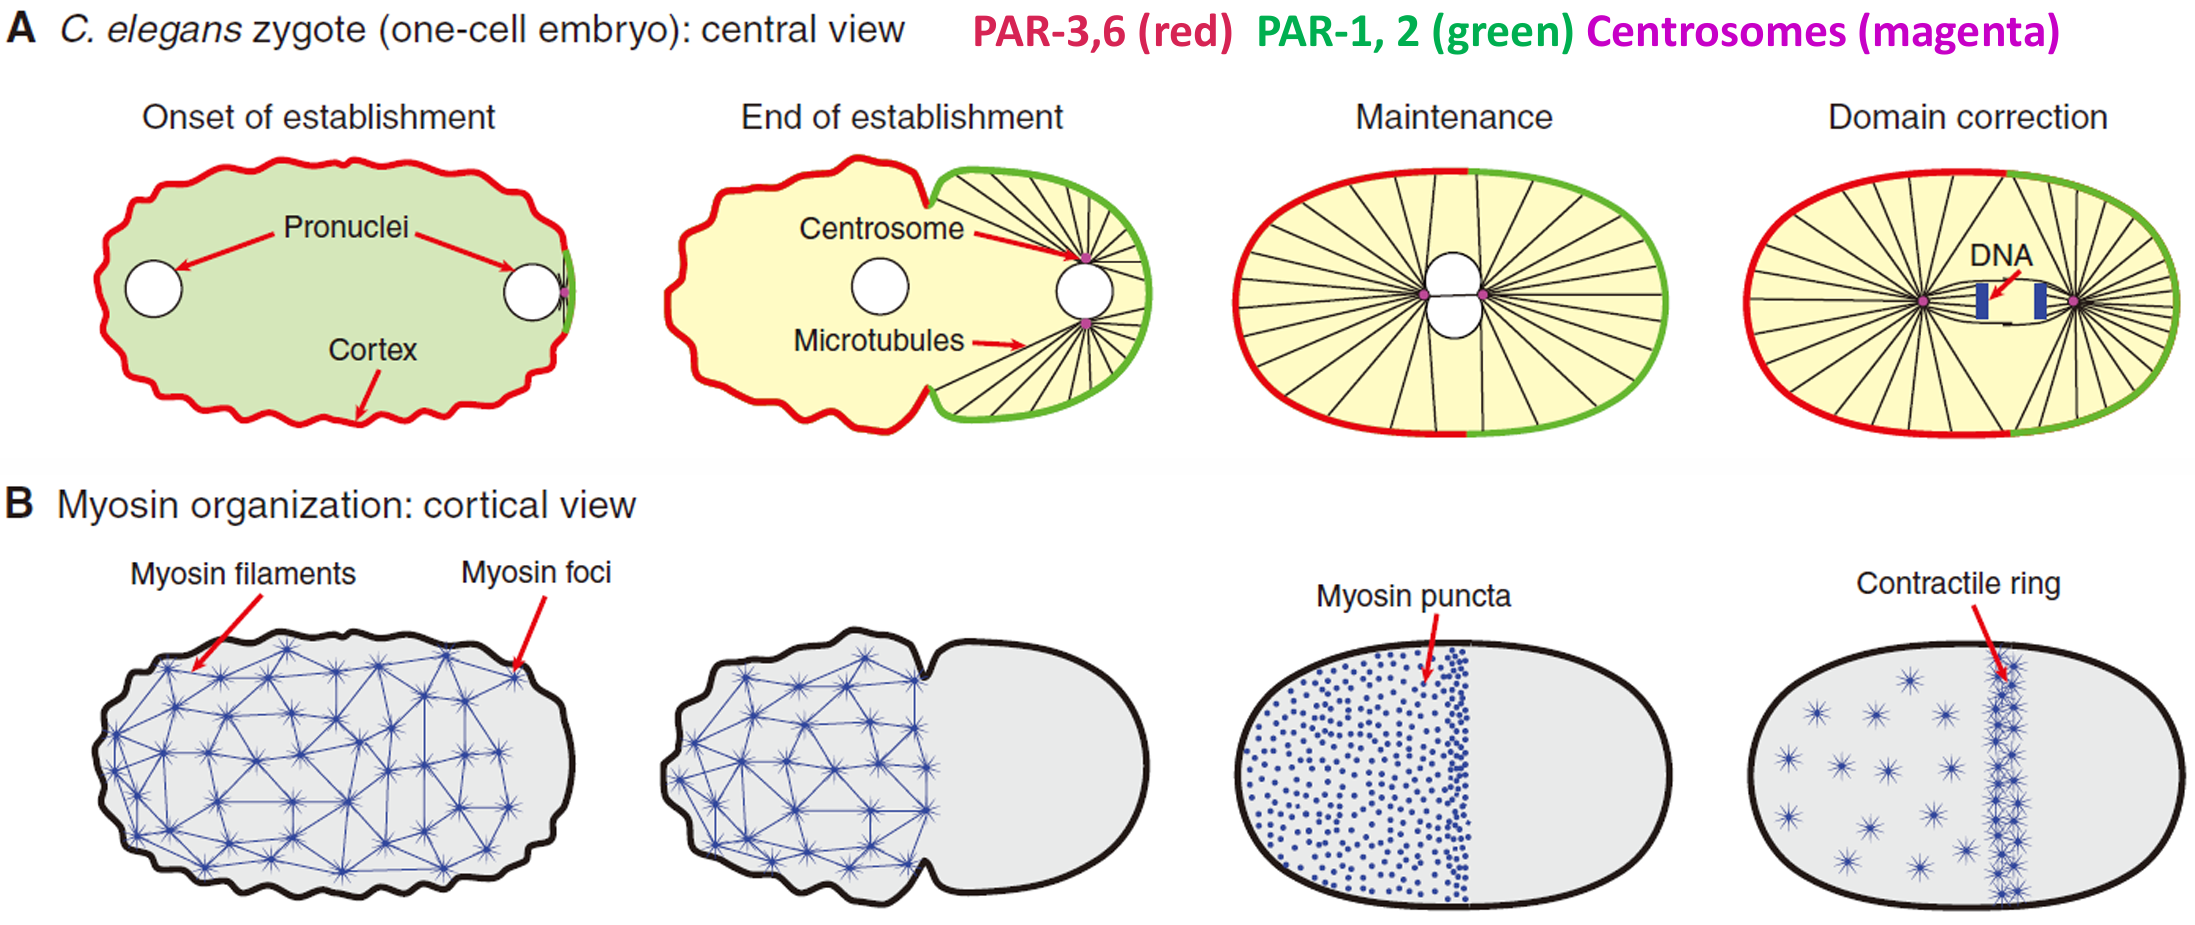 A C. elegans zygote (one-cell embryo): central view PAR-3,6 (red) PAR-1, 2 (green) Centrosomes (magenta)
Onset of establishment
End of establishment
Maintenance
Domain correction
Pronuclei
Cortex
Centrosome
Microtubules
DNA
B Myosin organization: cortical view
Myosin filaments
Myosin foci
Myosin puncta
Contractile ring